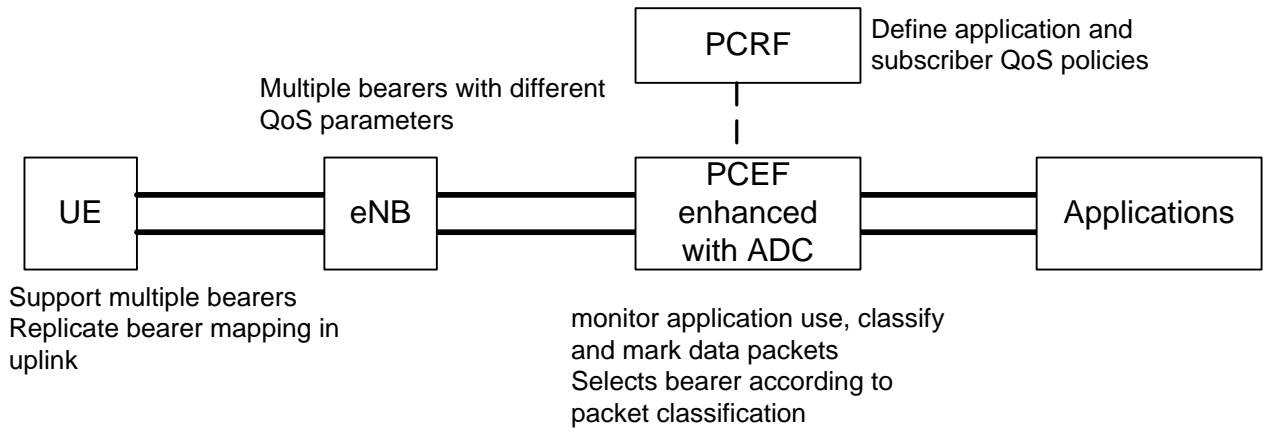 PCRF
Define application and
subscriber QoS policies
Multiple bearers with different
QoS parameters
UE
eNB
PCEF
enhanced
with ADC
Applications
Support multiple bearers
Replicate bearer mapping in
uplink
monitor application use, classify
and mark data packets
Selects bearer according to
packet classification